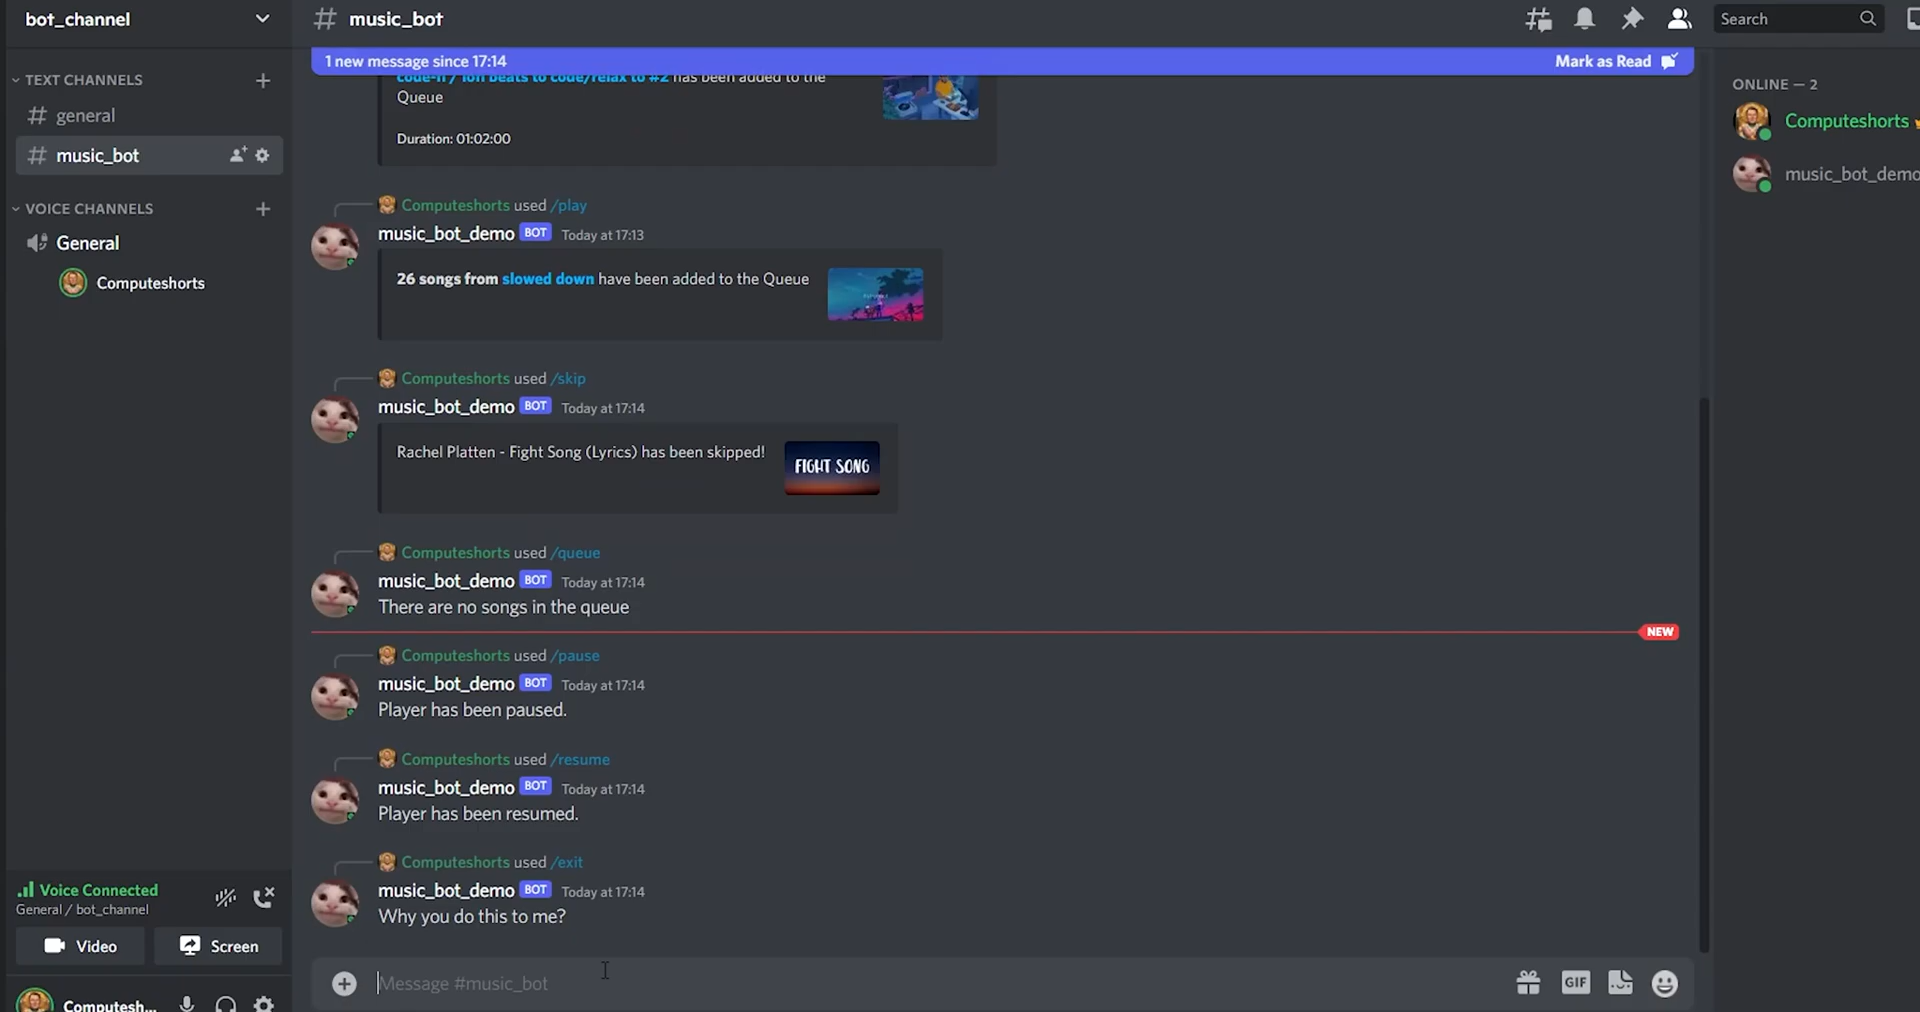 bot_channel
TEXT CHANNELS
general
music_bot
VOICE CHANNELS
General
Computeshorts
Voice Connected
General / bot_channel
Video
Screen
Computesh...
# music_bot
Search
1 new message since 17:14
Mark as Read
code-fi / lofi beats to code/relax to #2 has been added to the
Queue
Duration: 01:02:00
Computeshorts used /play
music_bot_demo BOT Today at 17:13
26 songs from slowed down have been added to the Queue
Computeshorts used /skip
music_bot_demo BOT Today at 17:14
Rachel Platten - Fight Song (Lyrics) has been skipped!
FIGHT SONG
Computeshorts used /queue
music_bot_demo BOT Today at 17:14
There are no songs in the queue
NEW
Computeshorts used /pause
music_bot_demo BOT Today at 17:14
Player has been paused.
Computeshorts used /resume
music_bot_demo BOT Today at 17:14
Player has been resumed.
Computeshorts used /exit
music_bot_demo BOT Today at 17:14
Why you do this to me?
Message #music_bot
GIF
ONLINE — 2
Computeshorts
music_bot_demo